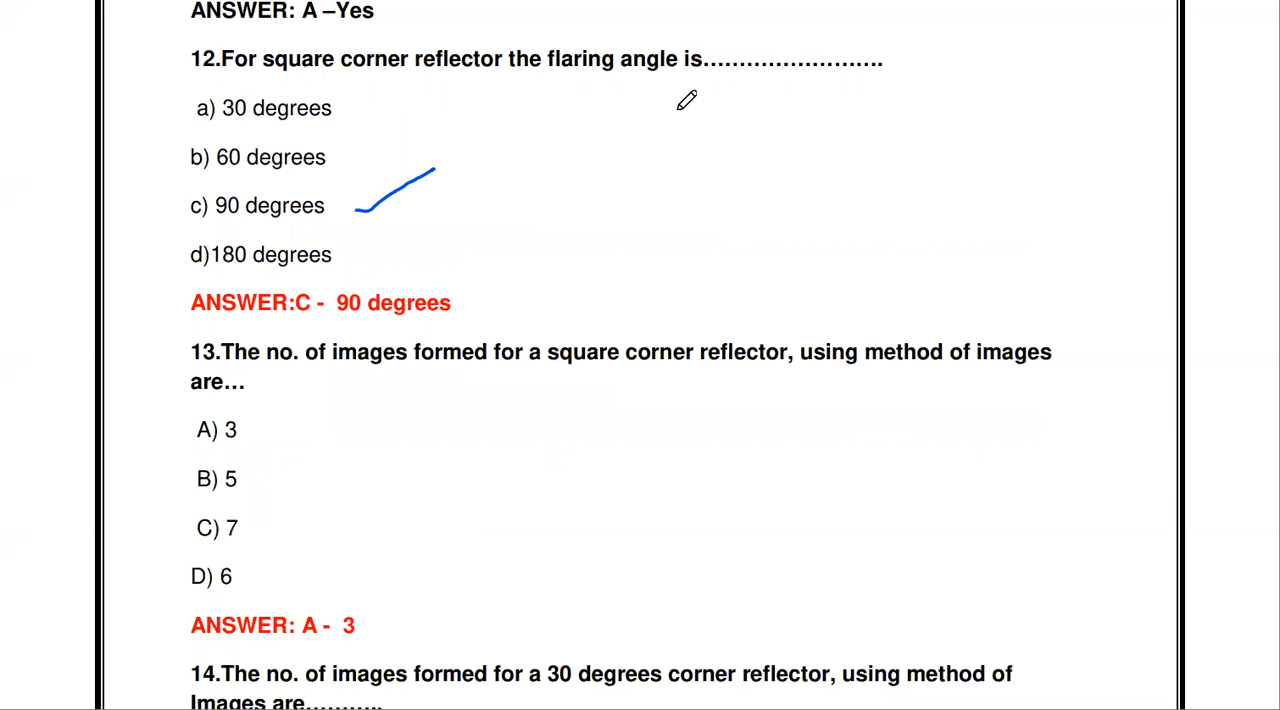 ANSWER: A –Yes
12.For square corner reflector the flaring angle is…………………….
a) 30 degrees
b) 60 degrees
c) 90 degrees
d)180 degrees
ANSWER:C - 90 degrees
13.The no. of images formed for a square corner reflector, using method of images
are…
A) 3
B) 5
C) 7
D) 6
ANSWER: A - 3
14.The no. of images formed for a 30 degrees corner reflector, using method of
Images are………..